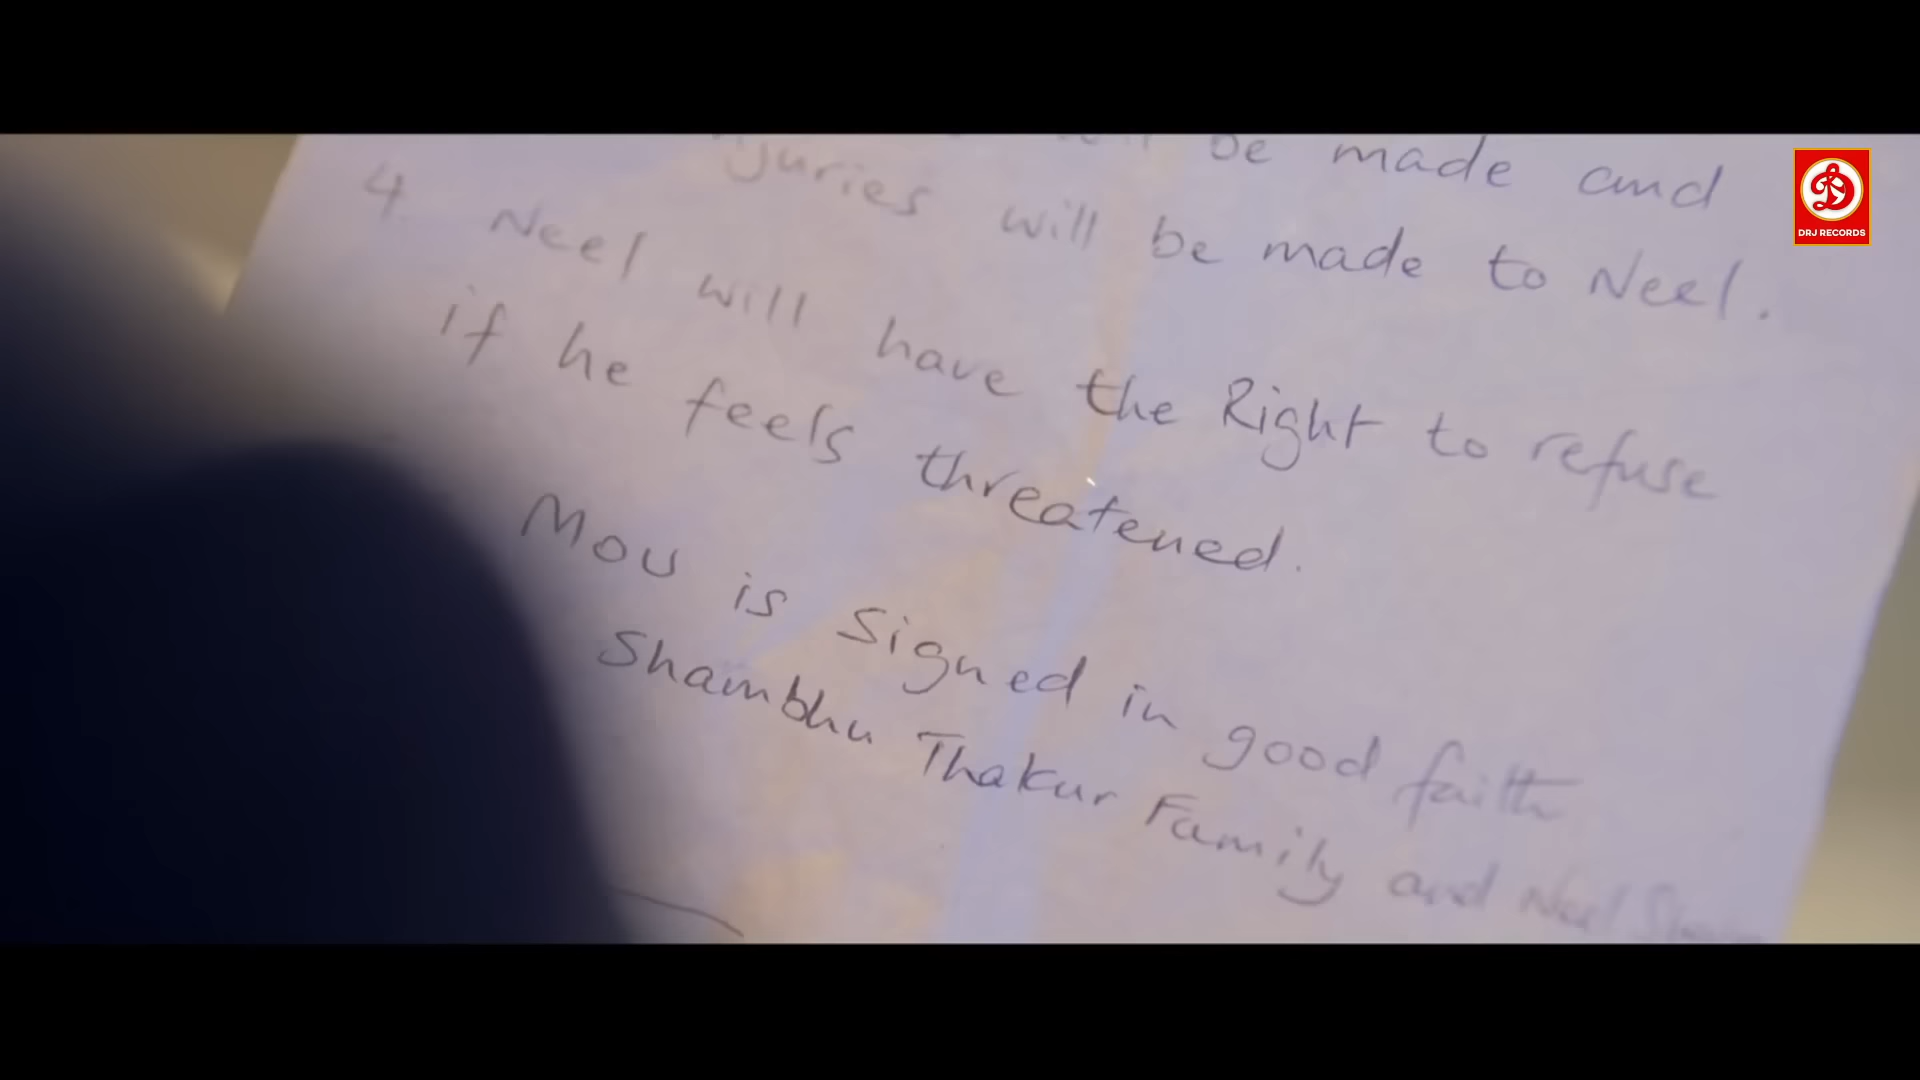 be made and
juries will be made to Neel.
4 Neel will have the Right to refuse
if he feels threatened.
MOU is signed in good faith
Shambhu Thakur Family and Neel
DRJ RECORDS